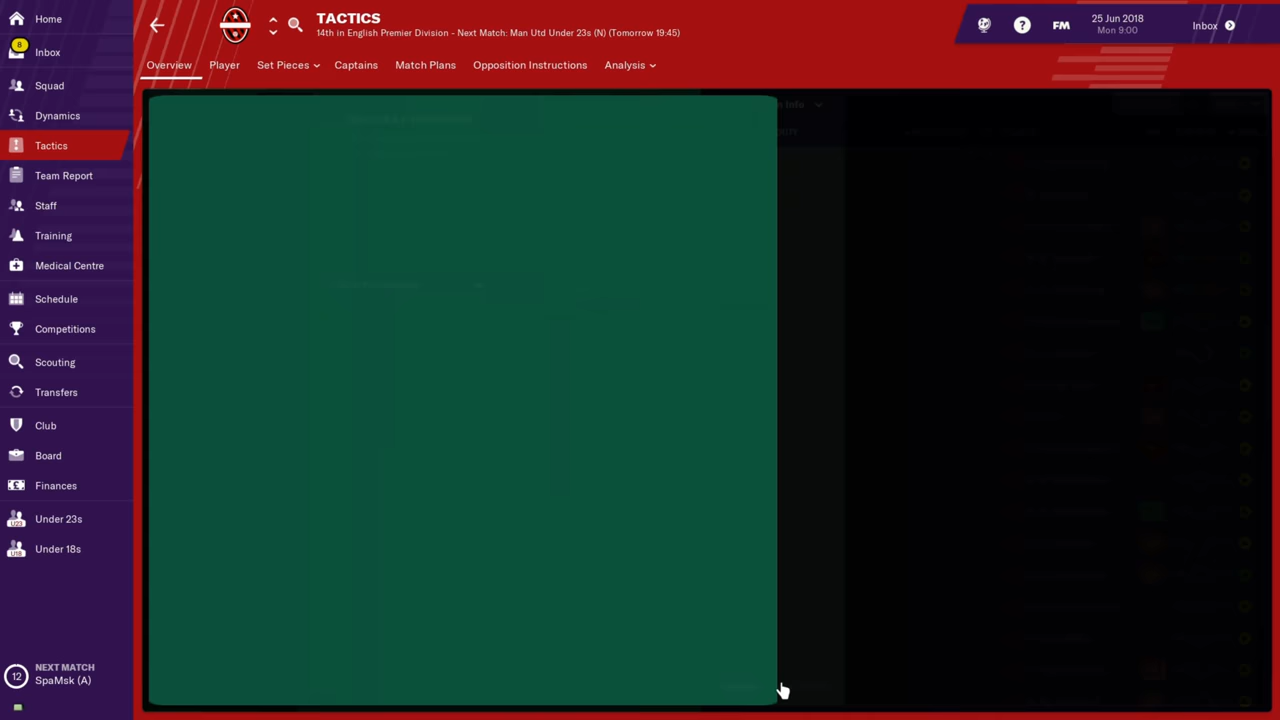 Home
TACTICS
14th in English Premier Division - Next Match: Man Utd Under 23s (N) (Tomorrow 19:45)
FM
25 Jun 2018
Mon 9:00
Inbox
8
Inbox
Overview
Player
Set Pieces
Captains
Match Plans
Opposition Instructions
Analysis
Squad
Dynamics
Tactics
Team Report
Staff
Training
Medical Centre
Schedule
Competitions
Scouting
Transfers
Club
Board
Finances
U23
Under 23s
U18
Under 18s
12
NEXT MATCH
SpaMsk (A)
Info